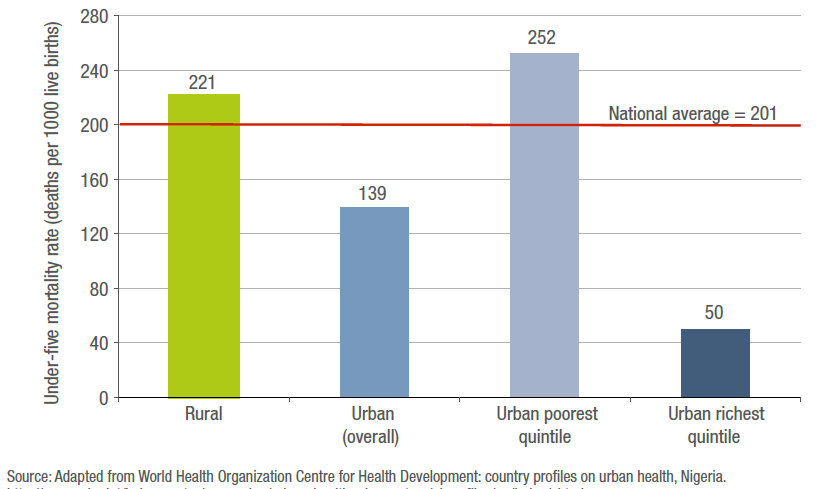 Under-five mortality rate (deaths per 1000 live births)
280
240
200
160
120
80
40
0
221
139
252
50
National average = 201
Rural
Urban
(overall)
Urban poorest
quintile
Urban richest
quintile
Source: Adapted from World Health Organization Centre for Health Development: country profiles on urban health, Nigeria.